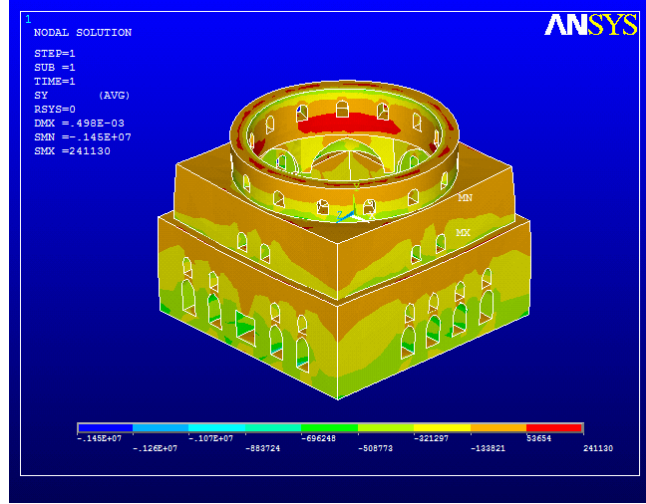 1
ANSYS
NODAL SOLUTION
STEP=1
SUB =1
TIME=1
SY (AVG)
RSYS=0
DMX =.498E-03
SMN =-.145E+07
SMX =241130
Y
MN
Z
X
MX
-.145E+07 -.107E+07 -696248 -321297 53654
-.126E+07 -883724 -508773 -133821 241130